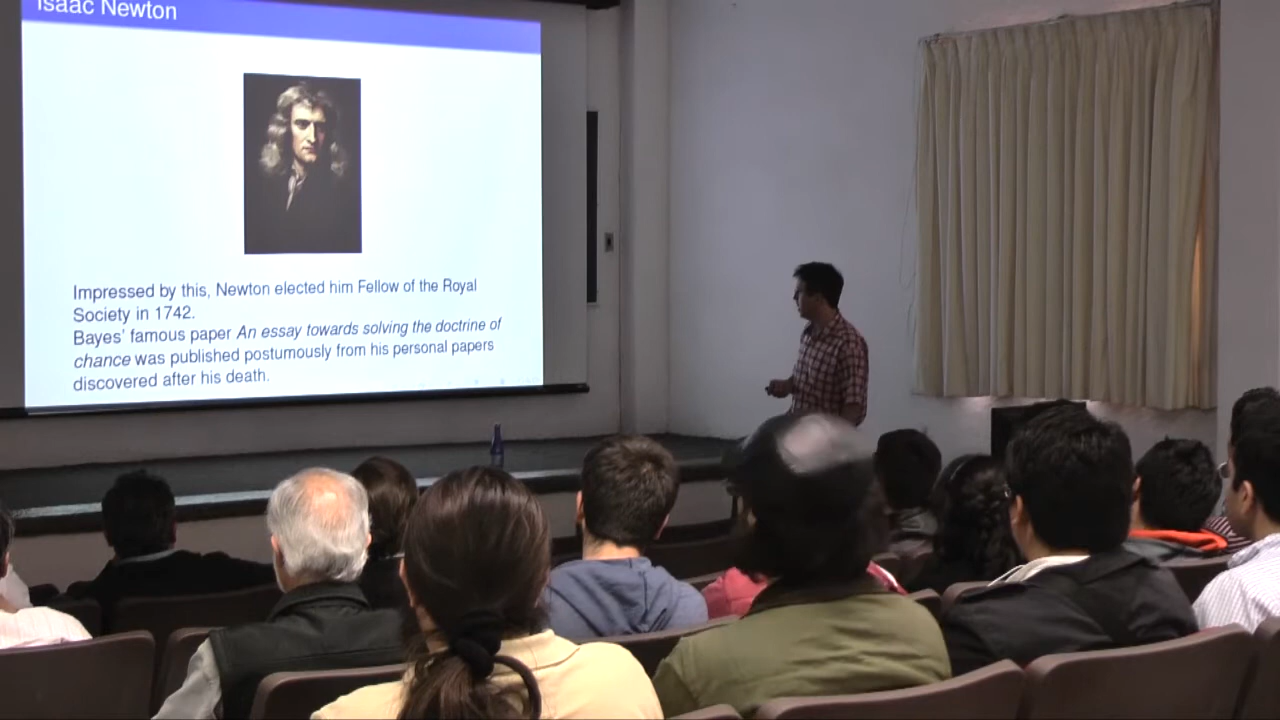 Isaac Newton
Impressed by this, Newton elected him Fellow of the Royal
Society in 1742.
Bayes' famous paper An essay towards solving the doctrine of
chance was published postumously from his personal papers
discovered after his death.